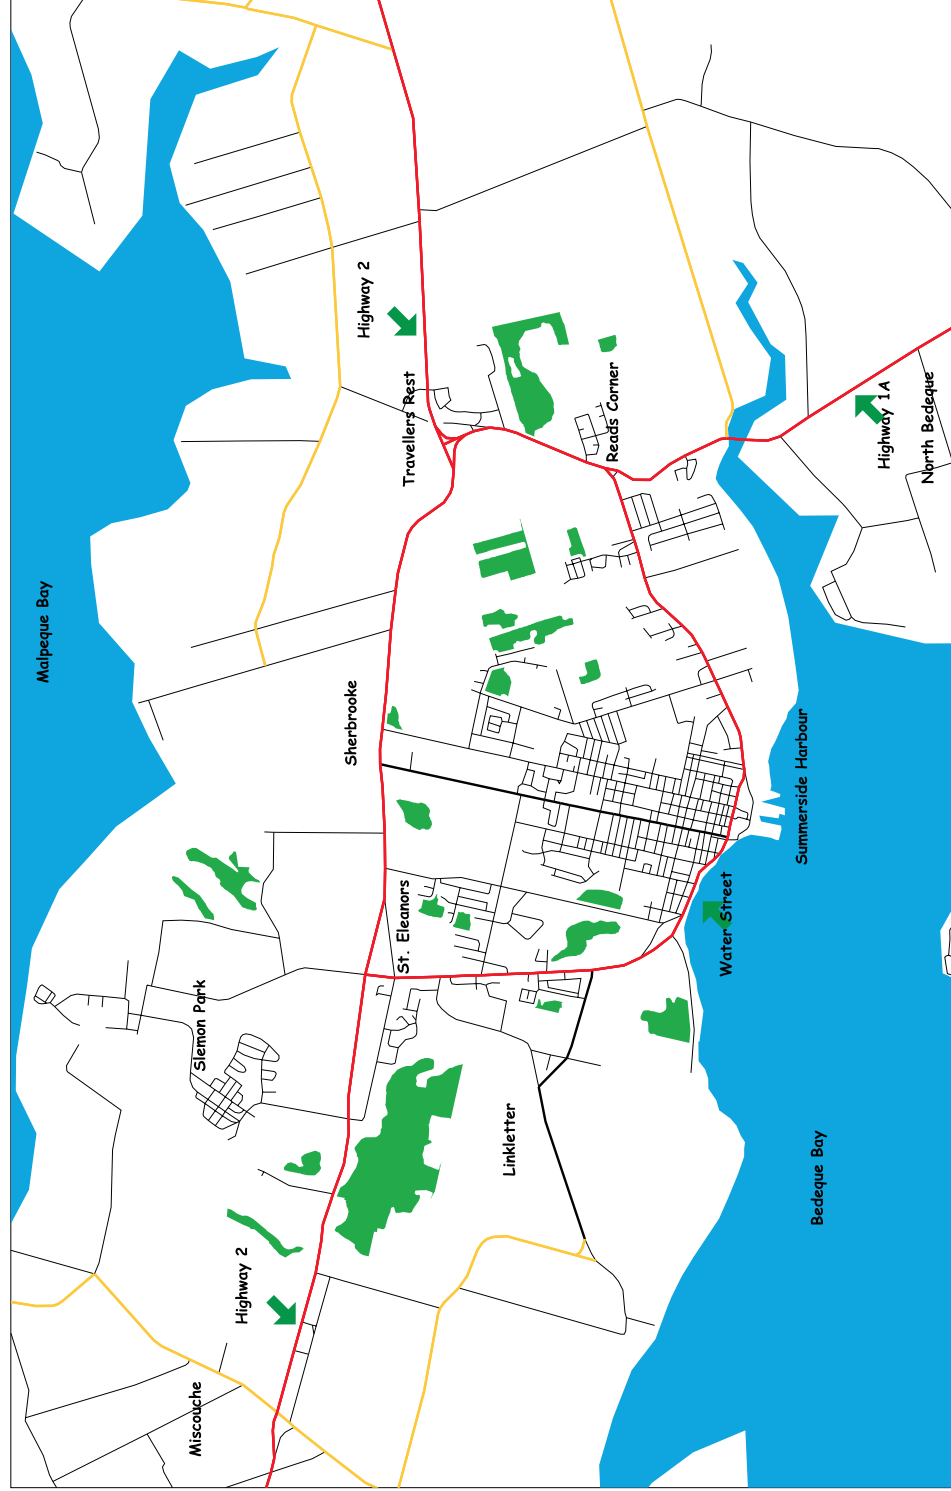 Malpeque Bay
Miscouche
Slemon Park
Highway 2
Sherbrooke
Highway 2
St. Eleanors
Travellers Rest
Linkletter
Reads Corner
Water Street
Summerside Harbour
Bedeque Bay
Highway 1A
North Bedeque